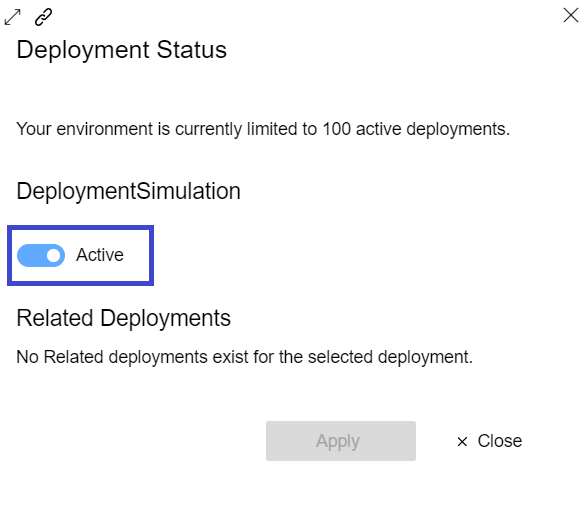 Deployment Status
Your environment is currently limited to 100 active deployments.
DeploymentSimulation
Active
Related Deployments
No Related deployments exist for the selected deployment.
Apply
Close